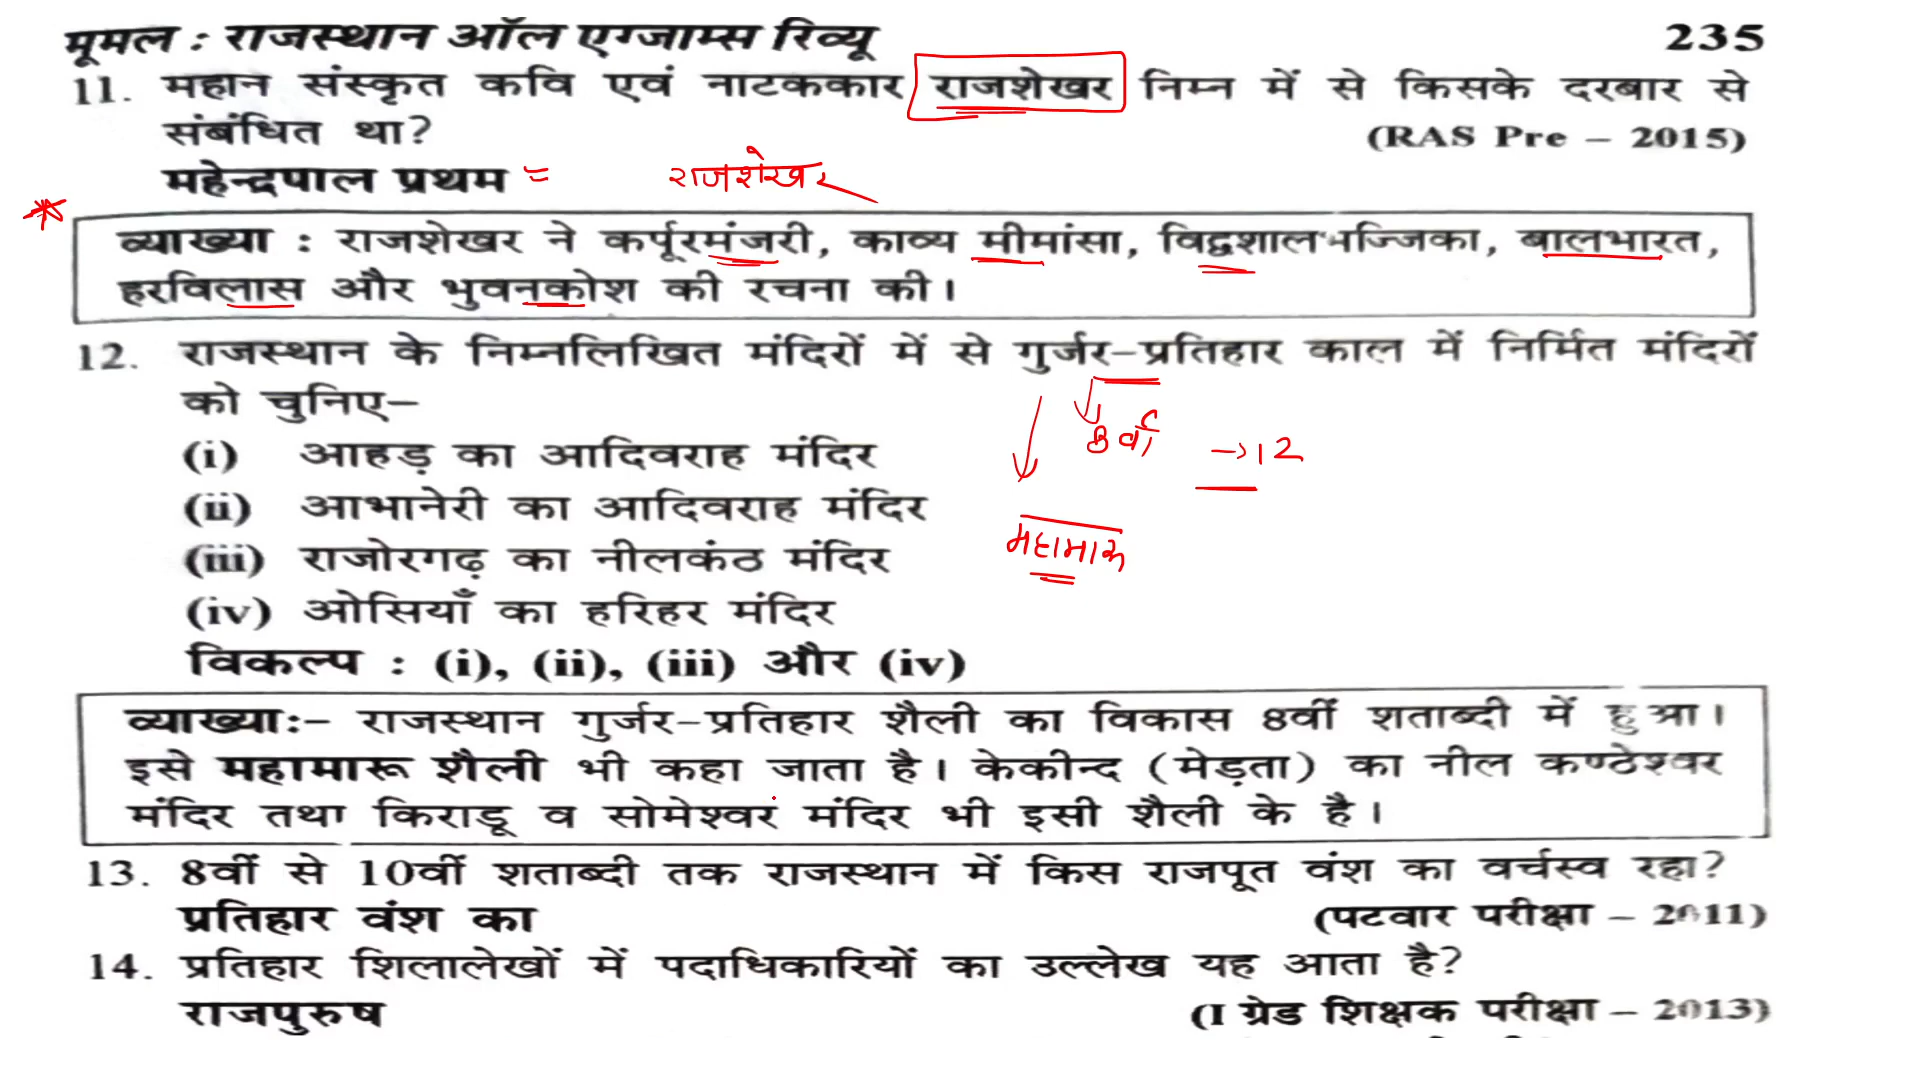 मूमल : राजस्थान ऑल एग्जाम्स रिव्यू 235
11. महान संस्कृत कवि एवं नाटककार राजशेखर निम्न में से किसके दरबार से
संबंधित था? (RAS Pre – 2015)
महेन्द्रपाल प्रथम = राजशेखर
व्याख्या : राजशेखर ने कर्पूरमंजरी, काव्य मीमांसा, विद्वशालभञ्जिका, बालभारत,
हरविलास और भुवनकोश की रचना की।
12. राजस्थान के निम्नलिखित मंदिरों में से गुर्जर-प्रतिहार काल में निर्मित मंदिरों
को चुनिए–
8वीं → 12
(i) आहड़ का आदिवराह मंदिर
(ii) आभानेरी का आदिवराह मंदिर
महामारू
(iii) राजोरगढ़ का नीलकंठ मंदिर
(iv) ओसियाँ का हरिहर मंदिर
विकल्प : (i), (ii), (iii) और (iv)
व्याख्याः– राजस्थान गुर्जर-प्रतिहार शैली का विकास 8वीं शताब्दी में हुआ।
इसे महामारू शैली भी कहा जाता है। केकीन्द (मेड़ता) का नील कण्ठेश्वर
मंदिर तथा किराडू व सोमेश्वर मंदिर भी इसी शैली के है।
13. 8वीं से 10वीं शताब्दी तक राजस्थान में किस राजपूत वंश का वर्चस्व रहा?
प्रतिहार वंश का (पटवार परीक्षा – 2011)
14. प्रतिहार शिलालेखों में पदाधिकारियों का उल्लेख यह आता है?
राजपुरुष (I ग्रेड शिक्षक परीक्षा – 2013)